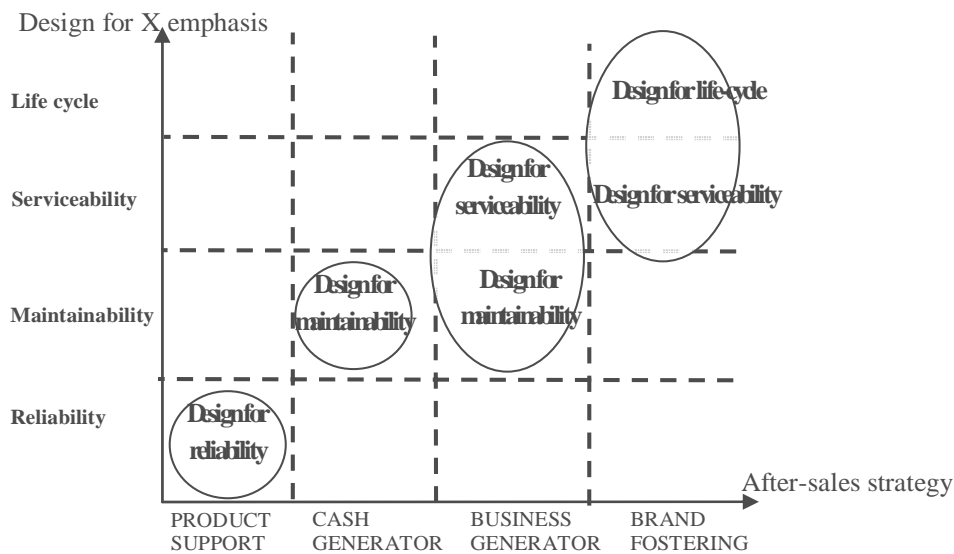 Design for X emphasis
Life cycle
Design for life-cycle
Serviceability
Design for
serviceability
Design for serviceability
Maintainability
Design for
maintainability
Design for
maintainability
Reliability
Design for
reliability
After-sales strategy
PRODUCT
SUPPORT
CASH
GENERATOR
BUSINESS
GENERATOR
BRAND
FOSTERING